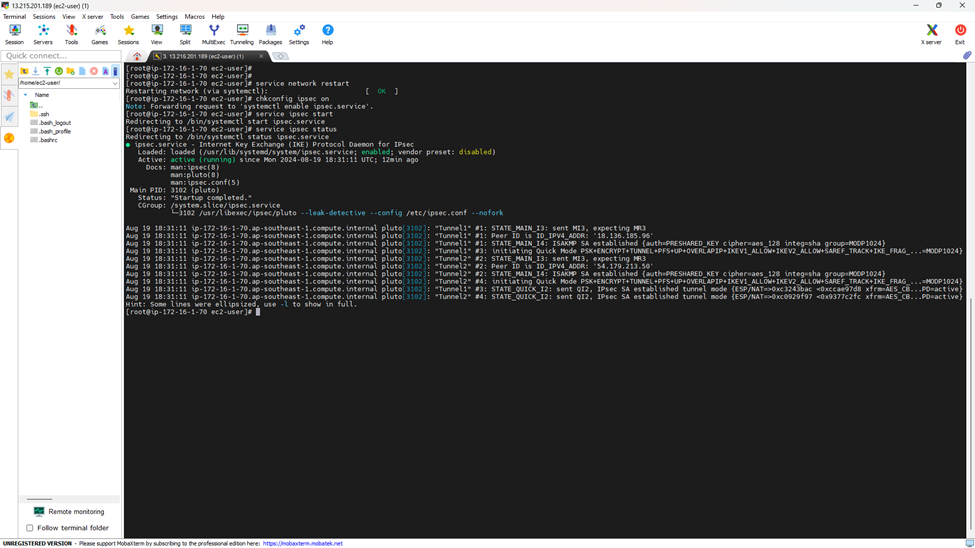 13.215.201.189 (ec2-user) (1)
Terminal Sessions View X server Tools Games Settings Macros Help
Session Servers Tools Games Sessions View Split MultiExec Tunneling Packages Settings Help X server Exit
Quick connect...
3. 13.215.201.189 (ec2-user) (1)
/home/ec2-user/
Name
..
.ssh
.bash_logout
.bash_profile
.bashrc
Remote monitoring
Follow terminal folder
[root@ip-172-16-1-70 ec2-user]#
[root@ip-172-16-1-70 ec2-user]#
[root@ip-172-16-1-70 ec2-user]# service network restart
Restarting network (via systemctl): [ OK ]
[root@ip-172-16-1-70 ec2-user]# chkconfig ipsec on
Note: Forwarding request to 'systemctl enable ipsec.service'.
[root@ip-172-16-1-70 ec2-user]# service ipsec start
Redirecting to /bin/systemctl start ipsec.service
[root@ip-172-16-1-70 ec2-user]# service ipsec status
Redirecting to /bin/systemctl status ipsec.service
● ipsec.service - Internet Key Exchange (IKE) Protocol Daemon for IPsec
Loaded: loaded (/usr/lib/systemd/system/ipsec.service; enabled; vendor preset: disabled)
Active: active (running) since Mon 2024-08-19 18:31:11 UTC; 12min ago
Docs: man:ipsec(8)
man:pluto(8)
man:ipsec.conf(5)
Main PID: 3102 (pluto)
Status: "Startup completed."
CGroup: /system.slice/ipsec.service
└─3102 /usr/libexec/ipsec/pluto --leak-detective --config /etc/ipsec.conf --nofork
Aug 19 18:31:11 ip-172-16-1-70.ap-southeast-1.compute.internal pluto[3102]: "Tunnel1" #1: STATE_MAIN_I3: sent MI3, expecting MR3
Aug 19 18:31:11 ip-172-16-1-70.ap-southeast-1.compute.internal pluto[3102]: "Tunnel1" #1: Peer ID is ID_IPV4_ADDR: '18.136.185.96'
Aug 19 18:31:11 ip-172-16-1-70.ap-southeast-1.compute.internal pluto[3102]: "Tunnel1" #1: STATE_MAIN_I4: ISAKMP SA established {auth=PRESHARED_KEY cipher=aes_128 integ=sha group=MODP1024}
Aug 19 18:31:11 ip-172-16-1-70.ap-southeast-1.compute.internal pluto[3102]: "Tunnel1" #3: initiating Quick Mode PSK+ENCRYPT+TUNNEL+PFS+UP+OVERLAPIP+IKEV1_ALLOW+IKEV2_ALLOW+SAREF_TRACK+IKE_FRAG_...=MODP1024}
Aug 19 18:31:11 ip-172-16-1-70.ap-southeast-1.compute.internal pluto[3102]: "Tunnel2" #2: STATE_MAIN_I3: sent MI3, expecting MR3
Aug 19 18:31:11 ip-172-16-1-70.ap-southeast-1.compute.internal pluto[3102]: "Tunnel2" #2: Peer ID is ID_IPV4_ADDR: '54.179.213.50'
Aug 19 18:31:11 ip-172-16-1-70.ap-southeast-1.compute.internal pluto[3102]: "Tunnel2" #2: STATE_MAIN_I4: ISAKMP SA established {auth=PRESHARED_KEY cipher=aes_128 integ=sha group=MODP1024}
Aug 19 18:31:11 ip-172-16-1-70.ap-southeast-1.compute.internal pluto[3102]: "Tunnel2" #4: initiating Quick Mode PSK+ENCRYPT+TUNNEL+PFS+UP+OVERLAPIP+IKEV1_ALLOW+IKEV2_ALLOW+SAREF_TRACK+IKE_FRAG_...=MODP1024}
Aug 19 18:31:11 ip-172-16-1-70.ap-southeast-1.compute.internal pluto[3102]: "Tunnel1" #3: STATE_QUICK_I2: sent QI2, IPsec SA established tunnel mode {ESP/NAT=>0xc3243bac <0xccae97d8 xfrm=AES_CB...PD=active}
Aug 19 18:31:11 ip-172-16-1-70.ap-southeast-1.compute.internal pluto[3102]: "Tunnel2" #4: STATE_QUICK_I2: sent QI2, IPsec SA established tunnel mode {ESP/NAT=>0xc0929f97 <0x9377c2fc xfrm=AES_CB...PD=active}
Hint: Some lines were ellipsized, use -l to show in full.
[root@ip-172-16-1-70 ec2-user]#
UNREGISTERED VERSION - Please support MobaXterm by subscribing to the professional edition here: https://mobaxterm.mobatek.net